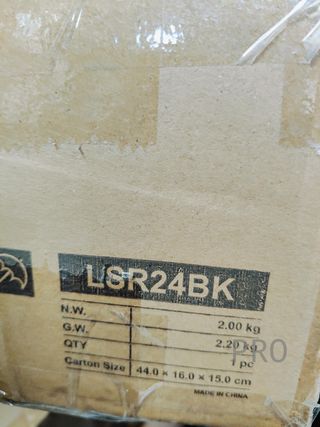 LSR24BK
N.W. 2.00 kg
G.W. 2.20 kg
QTY 1 pc
Carton Size 44.0 × 16.0 × 15.0 cm
MADE IN CHINA
PRO